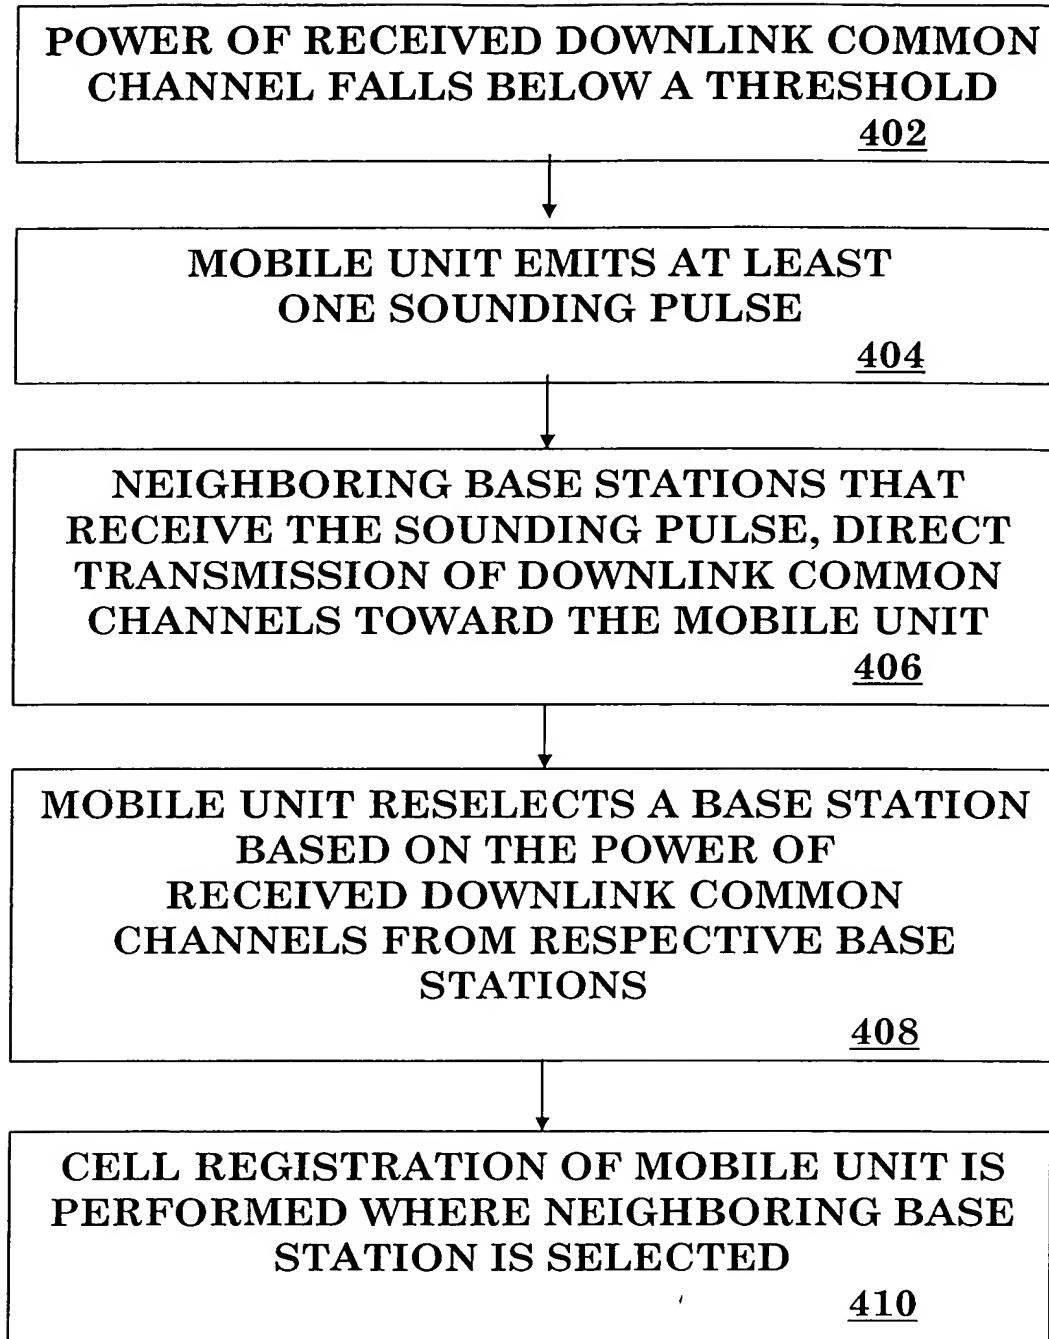 POWER OF RECEIVED DOWNLINK COMMON
CHANNEL FALLS BELOW A THRESHOLD
402
MOBILE UNIT EMITS AT LEAST
ONE SOUNDING PULSE
404
NEIGHBORING BASE STATIONS THAT
RECEIVE THE SOUNDING PULSE, DIRECT
TRANSMISSION OF DOWNLINK COMMON
CHANNELS TOWARD THE MOBILE UNIT
406
MOBILE UNIT RESELECTS A BASE STATION
BASED ON THE POWER OF
RECEIVED DOWNLINK COMMON
CHANNELS FROM RESPECTIVE BASE
STATIONS
408
CELL REGISTRATION OF MOBILE UNIT IS
PERFORMED WHERE NEIGHBORING BASE
STATION IS SELECTED
410